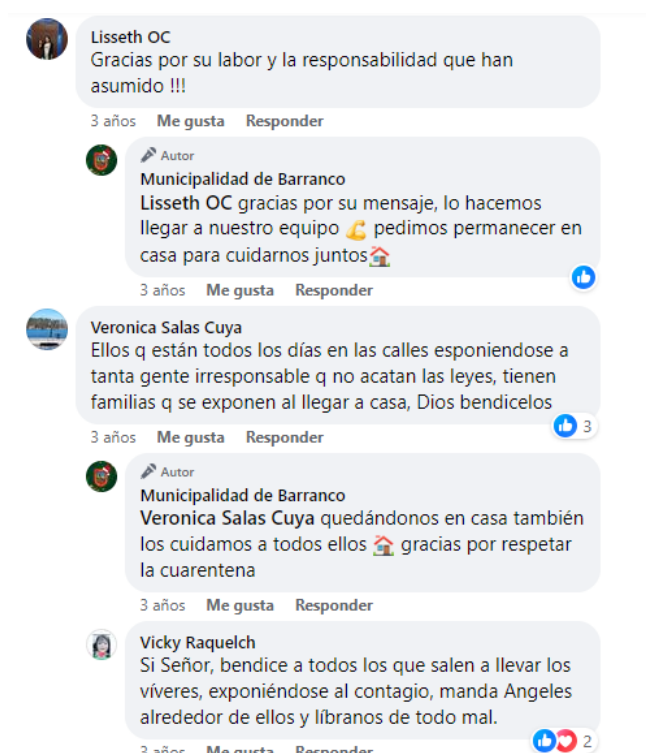 Lisseth OC
Gracias por su labor y la responsabilidad que han
asumido !!!
3 años Me gusta Responder
Autor
Municipalidad de Barranco
Lisseth OC gracias por su mensaje, lo hacemos
llegar a nuestro equipo 💪 pedimos permanecer en
casa para cuidarnos juntos🏠
3 años Me gusta Responder
Veronica Salas Cuya
Ellos q están todos los días en las calles esponiendose a
tanta gente irresponsable q no acatan las leyes, tienen
familias q se exponen al llegar a casa, Dios bendicelos
3
3 años Me gusta Responder
Autor
Municipalidad de Barranco
Veronica Salas Cuya quedándonos en casa también
los cuidamos a todos ellos 🏠 gracias por respetar
la cuarentena
3 años Me gusta Responder
Vicky Raquelch
Si Señor, bendice a todos los que salen a llevar los
víveres, exponiéndose al contagio, manda Angeles
alrededor de ellos y líbranos de todo mal.
2
3 años Me gusta Responder